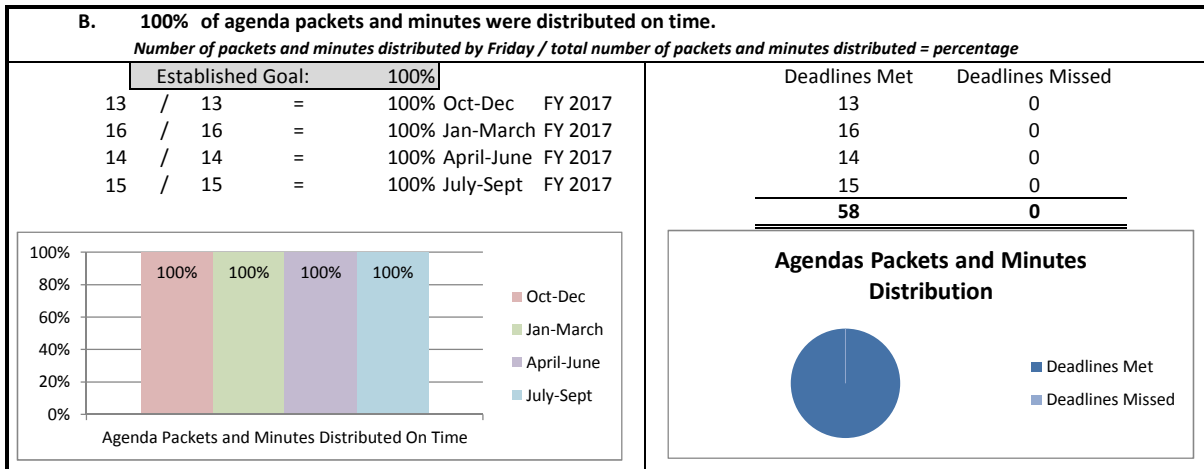 B. 100% of agenda packets and minutes were distributed on time.
Number of packets and minutes distributed by Friday / total number of packets and minutes distributed = percentage
Established Goal: 100%
13 / 13 = 100% Oct-Dec FY 2017
16 / 16 = 100% Jan-March FY 2017
14 / 14 = 100% April-June FY 2017
15 / 15 = 100% July-Sept FY 2017
Deadlines Met Deadlines Missed
13 0
16 0
14 0
15 0
58 0
100%
80%
60%
40%
20%
0%
100% 100% 100% 100%
Agenda Packets and Minutes Distributed On Time
Oct-Dec
Jan-March
April-June
July-Sept
Agendas Packets and Minutes
Distribution
Deadlines Met
Deadlines Missed